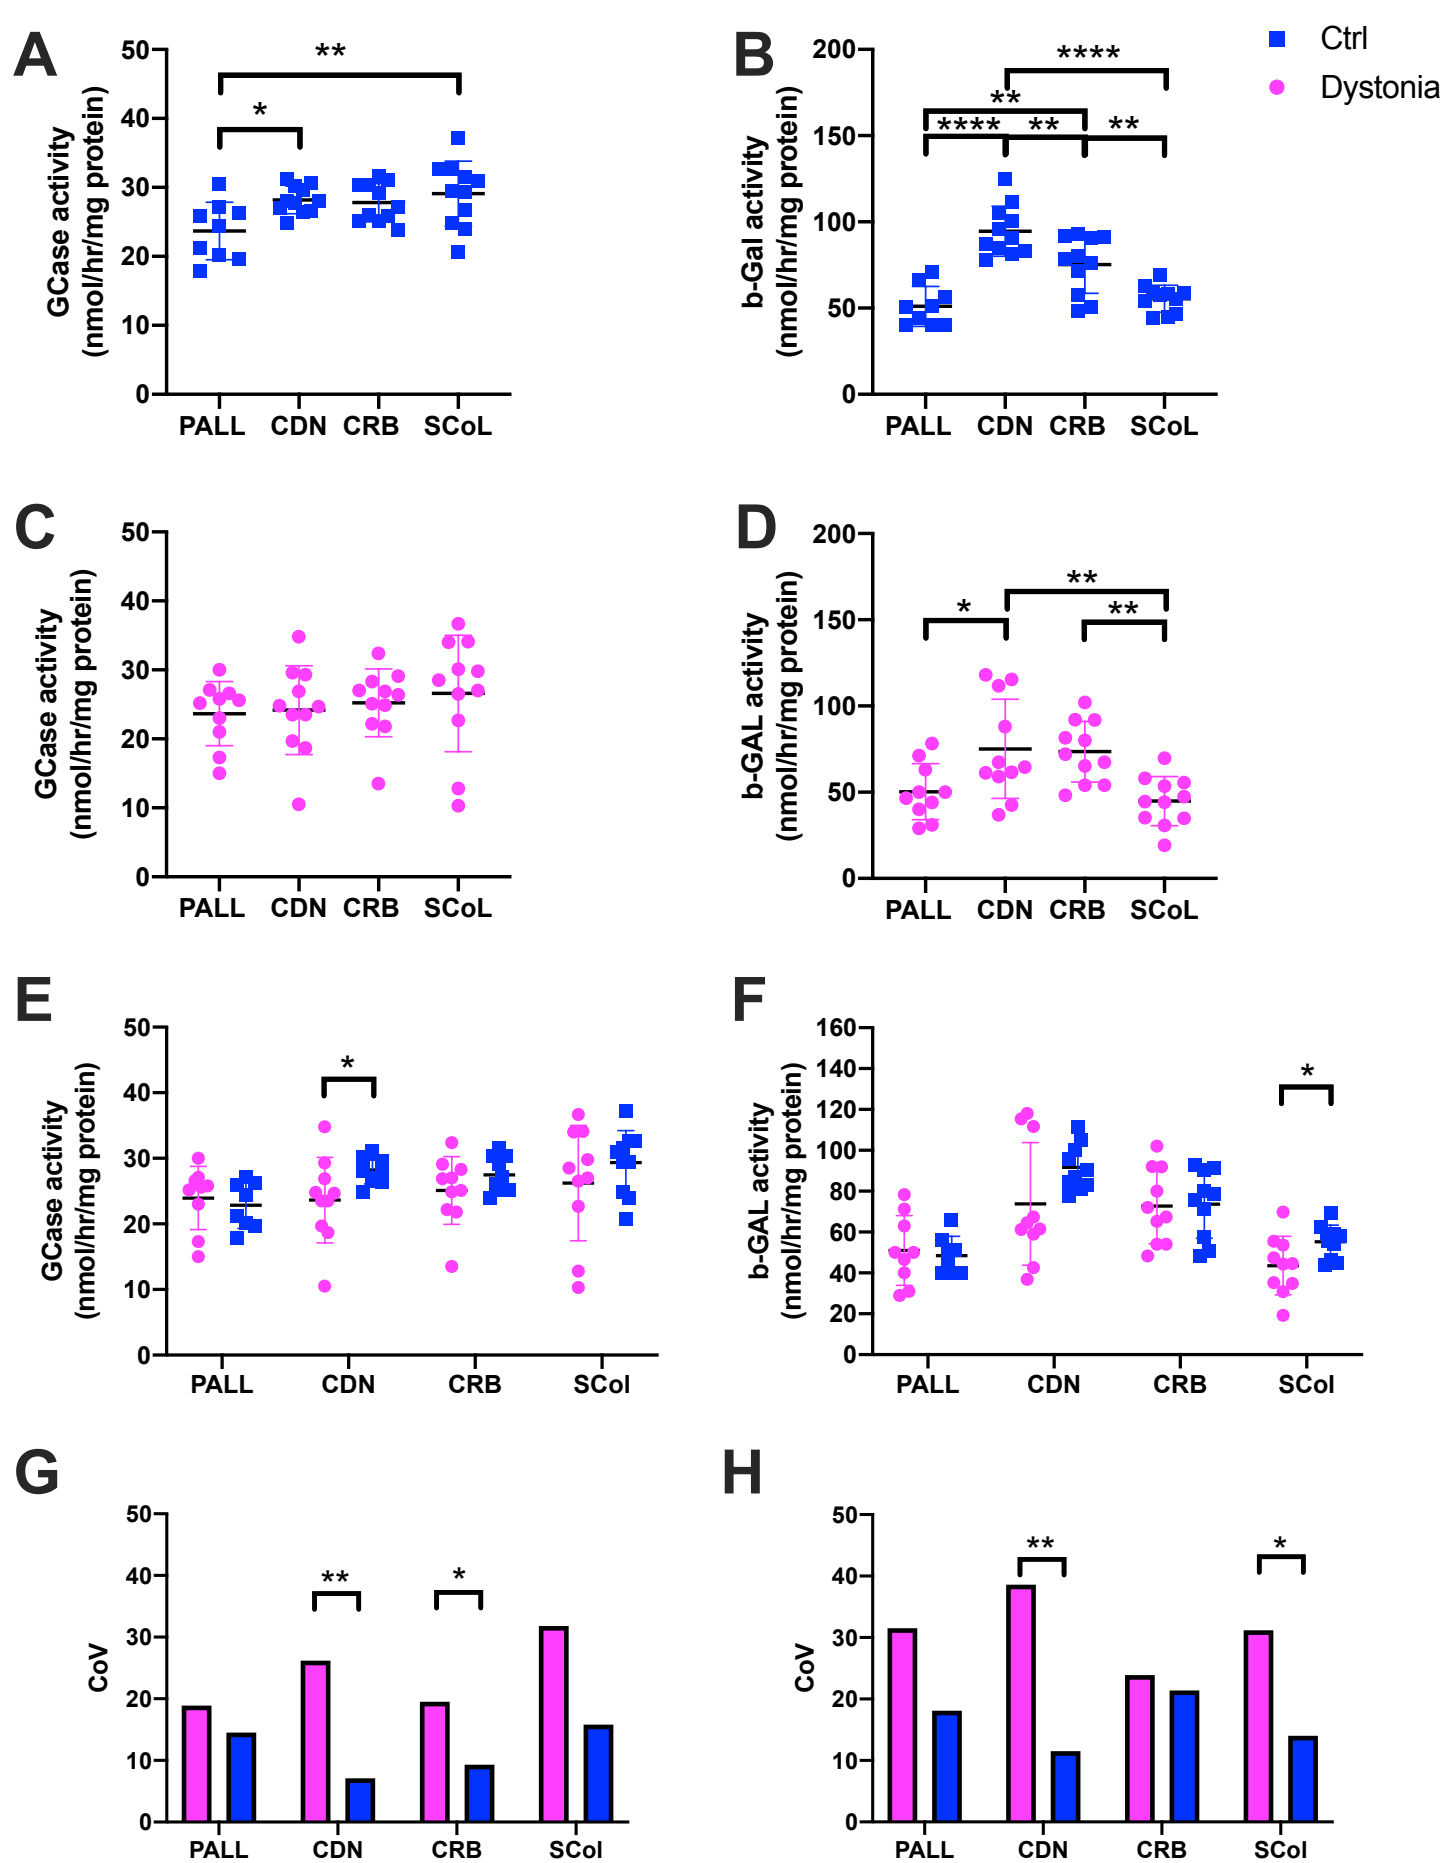 A
GCase activity
(nmol/hr/mg protein)
50
40
30
20
10
0
**
*
PALL CDN CRB SCoL
B
b-Gal activity
(nmol/hr/mg protein)
200
150
100
50
0
****
**
**** ** **
PALL CDN CRB SCoL
Ctrl
Dystonia
C
GCase activity
(nmol/hr/mg protein)
50
40
30
20
10
0
PALL CDN CRB SCoL
D
b-GAL activity
(nmol/hr/mg protein)
200
150
100
50
0
**
* **
PALL CDN CRB SCoL
E
GCase activity
(nmol/hr/mg protein)
50
40
30
20
10
0
*
PALL CDN CRB SCol
F
b-GAL activity
(nmol/hr/mg protein)
160
140
120
100
80
60
40
20
0
*
PALL CDN CRB SCol
G
CoV
50
40
30
20
10
0
** *
PALL CDN CRB SCol
H
CoV
50
40
30
20
10
0
** *
PALL CDN CRB SCol